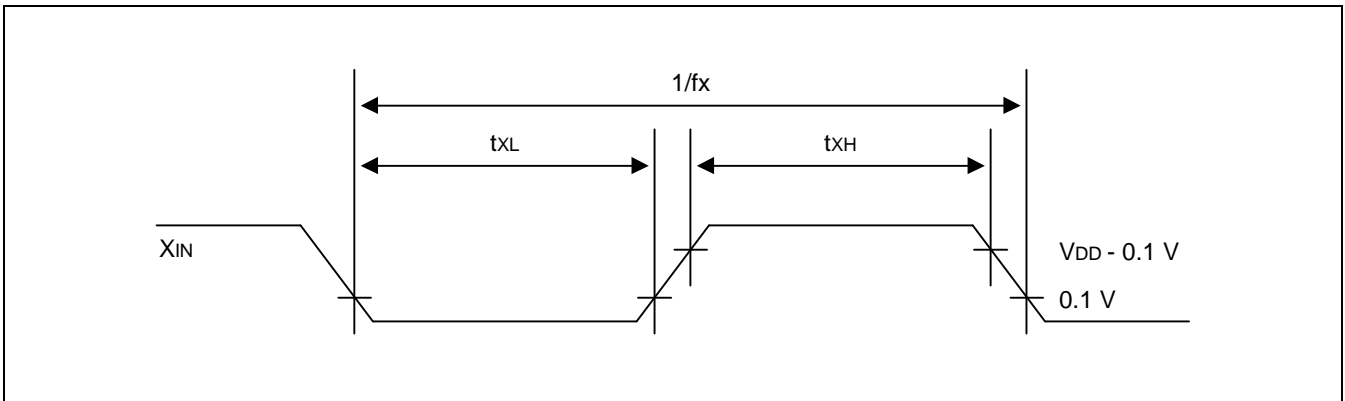 1/fx
tXL
tXH
XIN
VDD - 0.1 V
0.1 V